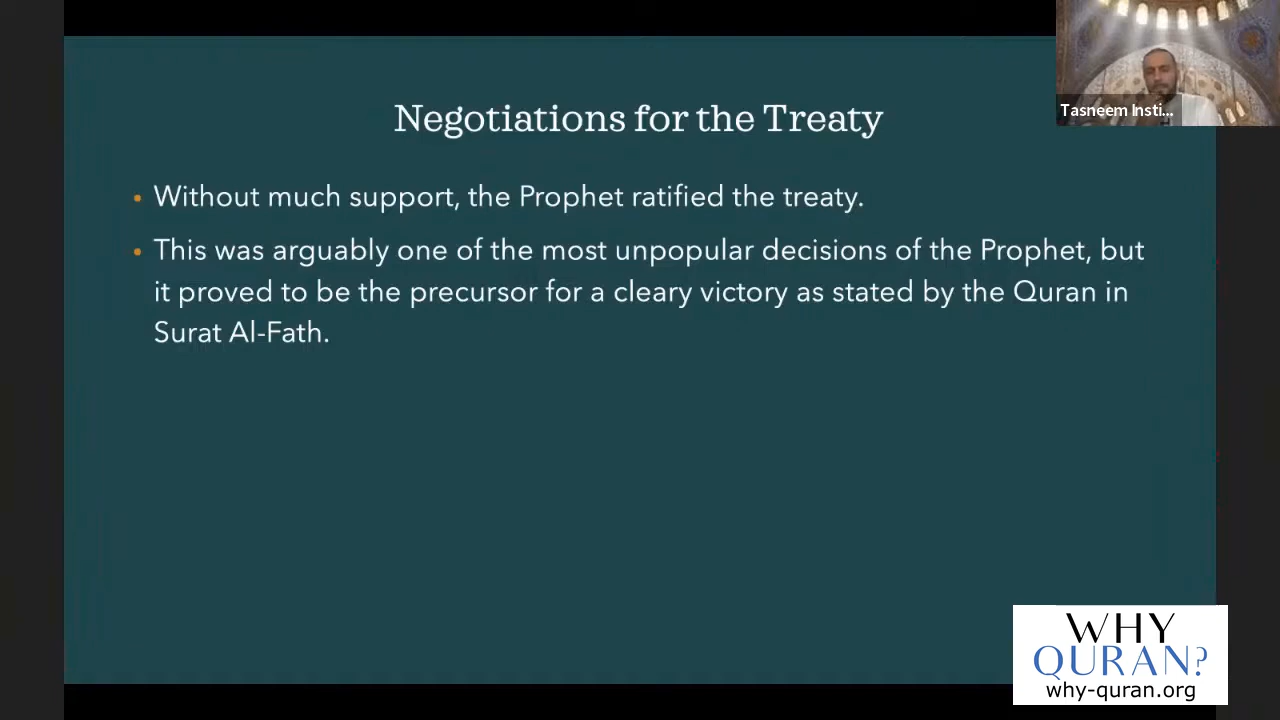 Tasneem Insti...
Negotiations for the Treaty
• Without much support, the Prophet ratified the treaty.
• This was arguably one of the most unpopular decisions of the Prophet, but
it proved to be the precursor for a cleary victory as stated by the Quran in
Surat Al-Fath.
WHY
QURAN?
why-quran.org